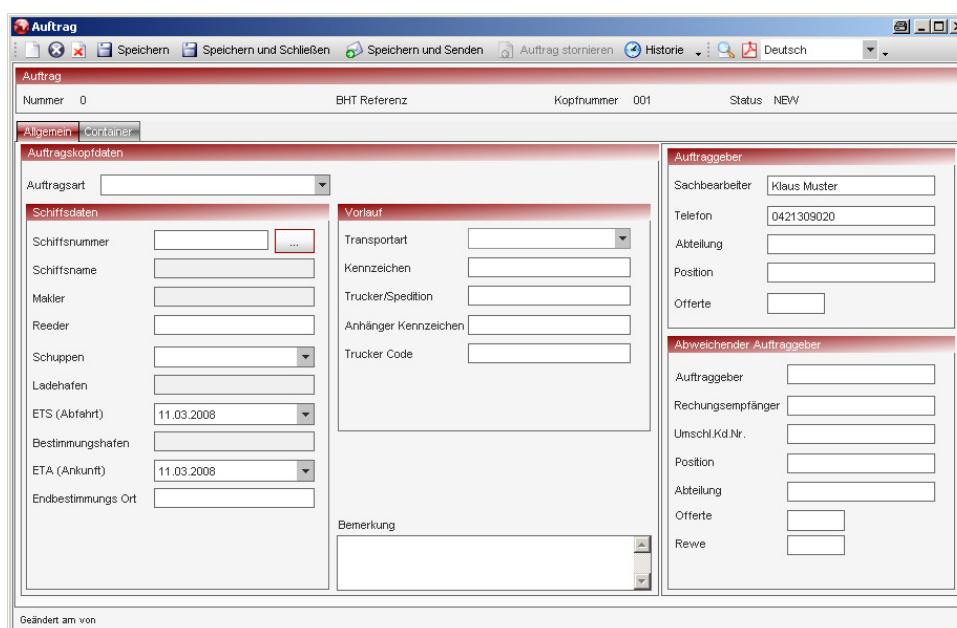 Auftrag
Speichern Speichern und Schließen Speichern und Senden Auftrag stornieren Historie Deutsch
Auftrag
Nummer 0 BHT Referenz Kopfnummer 001 Status NEW
Allgemein Container
Auftragskopfdaten
Auftragsart
Schiffsdaten
Schiffsnummer ...
Schiffsname
Makler
Reeder
Schuppen
Ladehafen
ETS (Abfahrt) 11.03.2008
Bestimmungshafen
ETA (Ankunft) 11.03.2008
Endbestimmungs Ort
Vorlauf
Transportart
Kennzeichen
Trucker/Spedition
Anhänger Kennzeichen
Trucker Code
Bemerkung
Auftraggeber
Sachbearbeiter Klaus Muster
Telefon 0421309020
Abteilung
Position
Offerte
Abweichender Auftraggeber
Auftraggeber
Rechungsempfänger
Umschl.Kd.Nr.
Position
Abteilung
Offerte
Rewe
Geändert am von